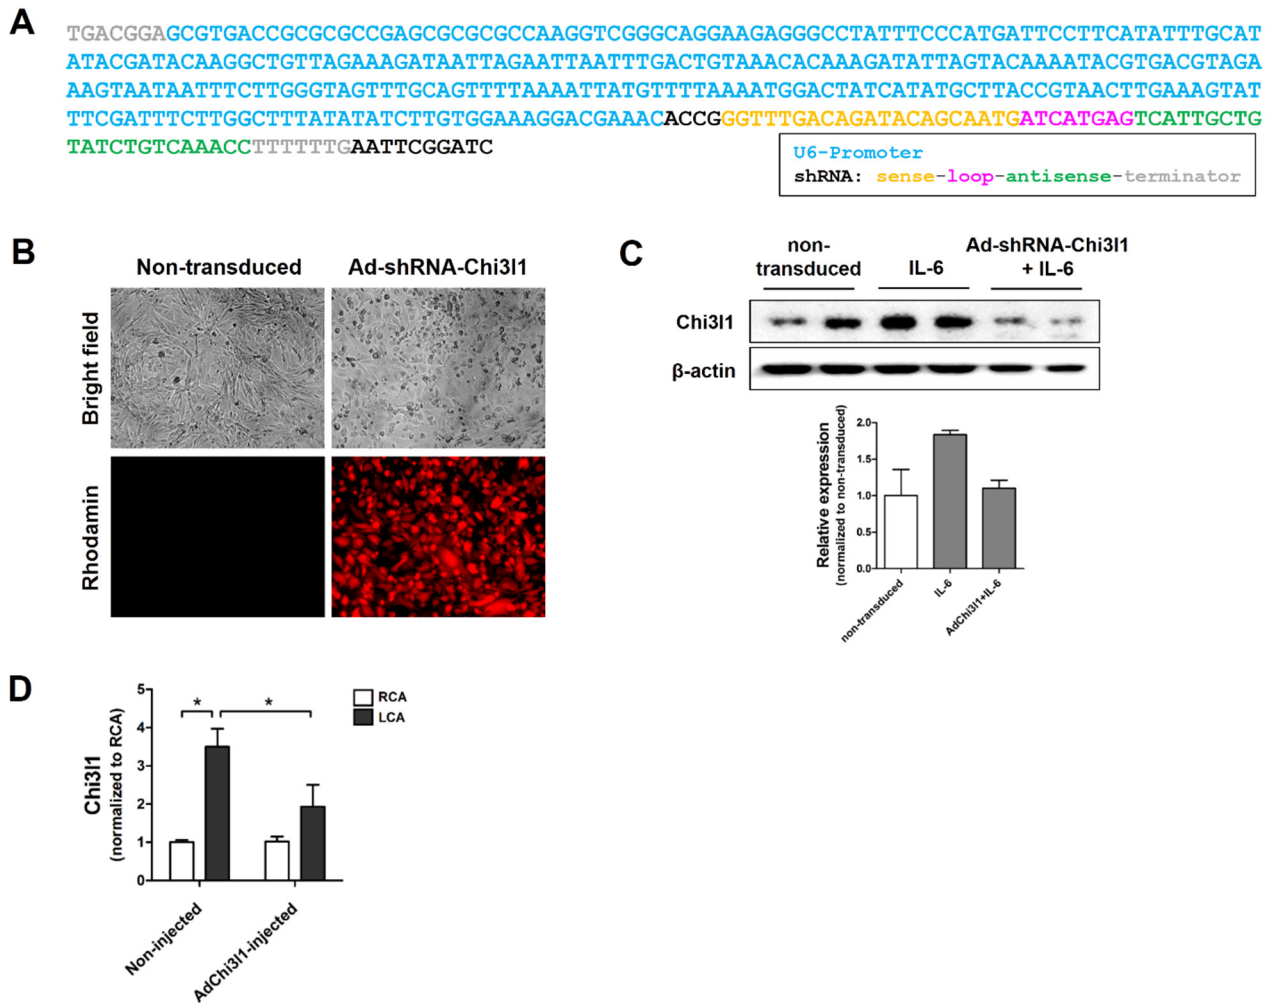 A
TGACGGAGCGTGACCGCGCGCCGAGCGCGCGCCAAGGTCGGGCAGGAAGAGGGCCTATTTCCCATGATTCCTTCATATTTGCAT
ATACGATACAAGGCTGTTAGAAAGATAATTAGAATTAATTTGACTGTAAACACAAAGATATTAGTACAAAATACGTGACGTAGA
AAGTAATAATTTCTTGGGTAGTTTGCAGTTTTAAAATTATGTTTTAAAATGGACTATCATATGCTTACCGTAACTTGAAAGTAT
TTCGATTTCTTGGCTTTATATATCTTGTGGAAAGGACGAAACACCGGGTTTGACAGATACAGCAATGATCATGAGTCATTGCTG
TATCTGTCAAACCTTTTTTGAATTCGGATC
U6-Promoter
shRNA: sense-loop-antisense-terminator
B
Non-transduced
Ad-shRNA-Chi3l1
Bright field
Rhodamin
C
non-
transduced
IL-6
Ad-shRNA-Chi3l1
+ IL-6
Chi3l1
β-actin
Relative expression
(normalized to non-transduced)
2.0
1.5
1.0
0.5
0.0
non-transduced
IL-6
AdChi3l1+IL-6
D
Chi3l1
(normalized to RCA)
5
4
3
2
1
0
*
*
RCA
LCA
Non-injected
AdChi3l1-injected